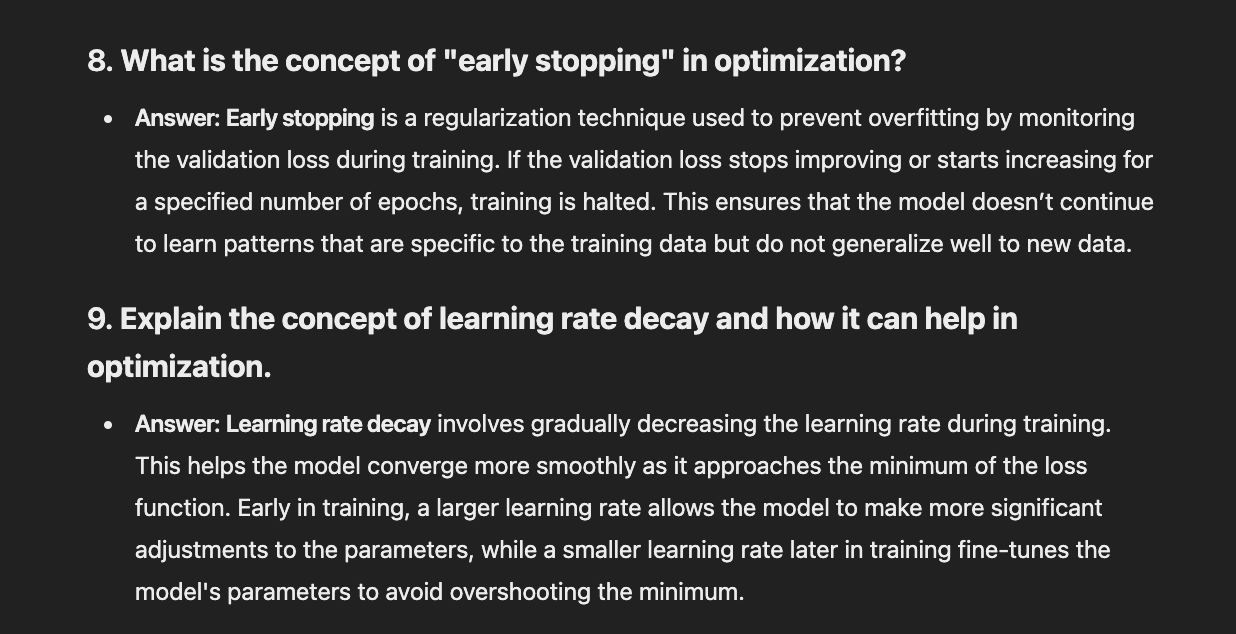 8. What is the concept of "early stopping" in optimization?
• Answer: Early stopping is a regularization technique used to prevent overfitting by monitoring
the validation loss during training. If the validation loss stops improving or starts increasing for
a specified number of epochs, training is halted. This ensures that the model doesn’t continue
to learn patterns that are specific to the training data but do not generalize well to new data.
9. Explain the concept of learning rate decay and how it can help in
optimization.
• Answer: Learning rate decay involves gradually decreasing the learning rate during training.
This helps the model converge more smoothly as it approaches the minimum of the loss
function. Early in training, a larger learning rate allows the model to make more significant
adjustments to the parameters, while a smaller learning rate later in training fine-tunes the
model's parameters to avoid overshooting the minimum.